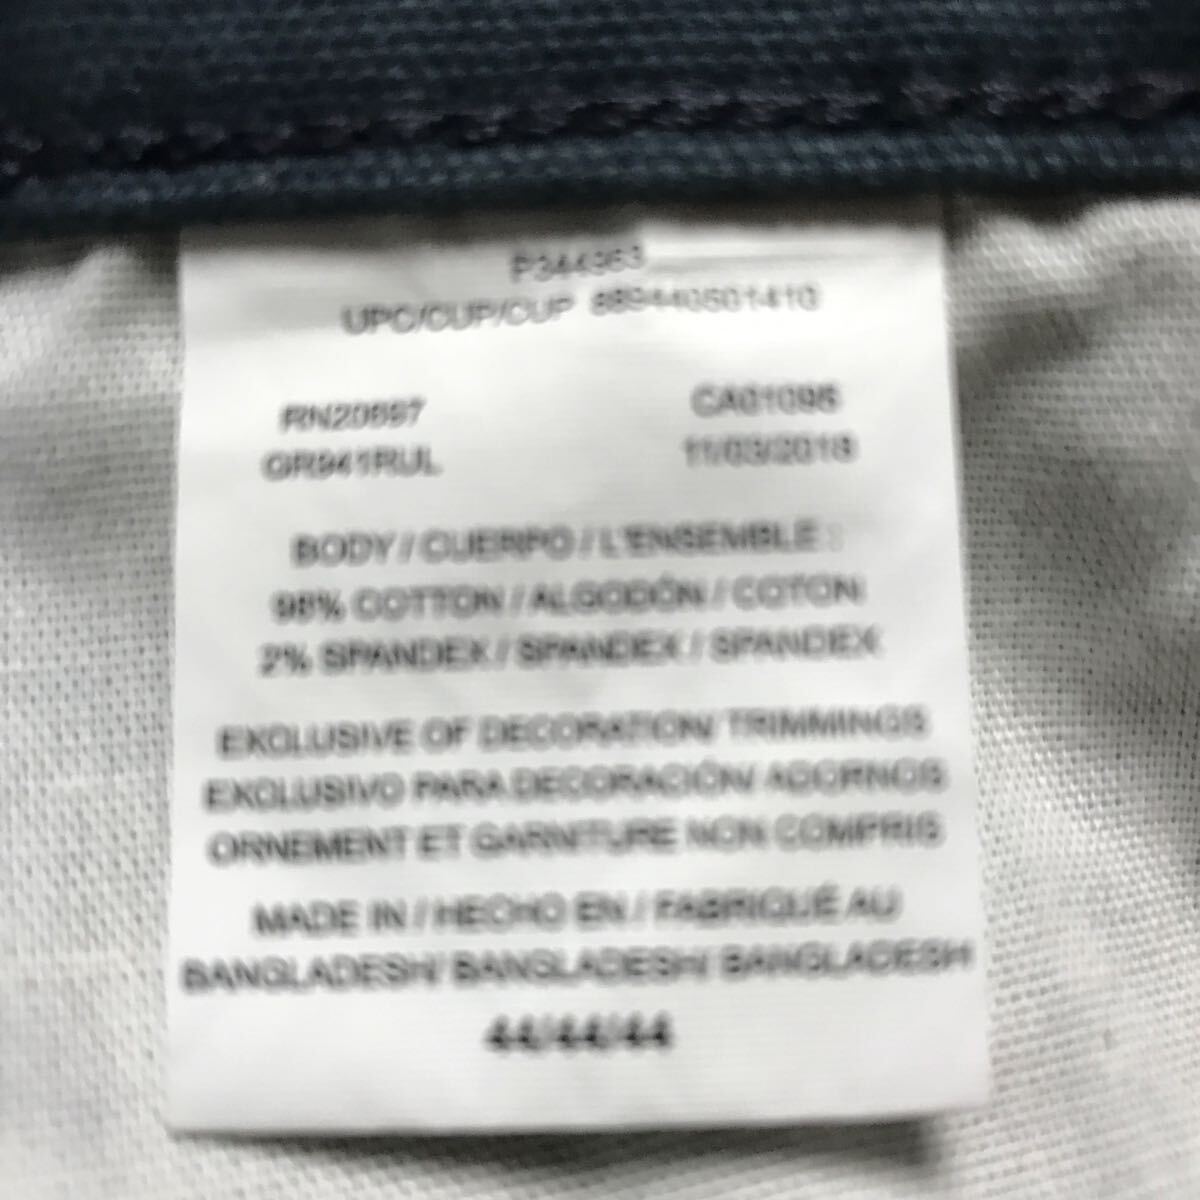 P344363
UPC/CUP/CUP 889440501410
RN20697 CA01095
GR941RUL 11/03/2018
BODY / CUERPO / L'ENSEMBLE :
98% COTTON / ALGODÓN / COTON
2% SPANDEX / SPANDEX / SPANDEX
EXCLUSIVE OF DECORATION/ TRIMMINGS
EXCLUSIVO PARA DECORACIÓN/ ADORNOS
ORNEMENT ET GARNITURE NON COMPRIS
MADE IN / HECHO EN / FABRIQUÉ AU
BANGLADESH/ BANGLADESH/ BANGLADESH
44/44/44